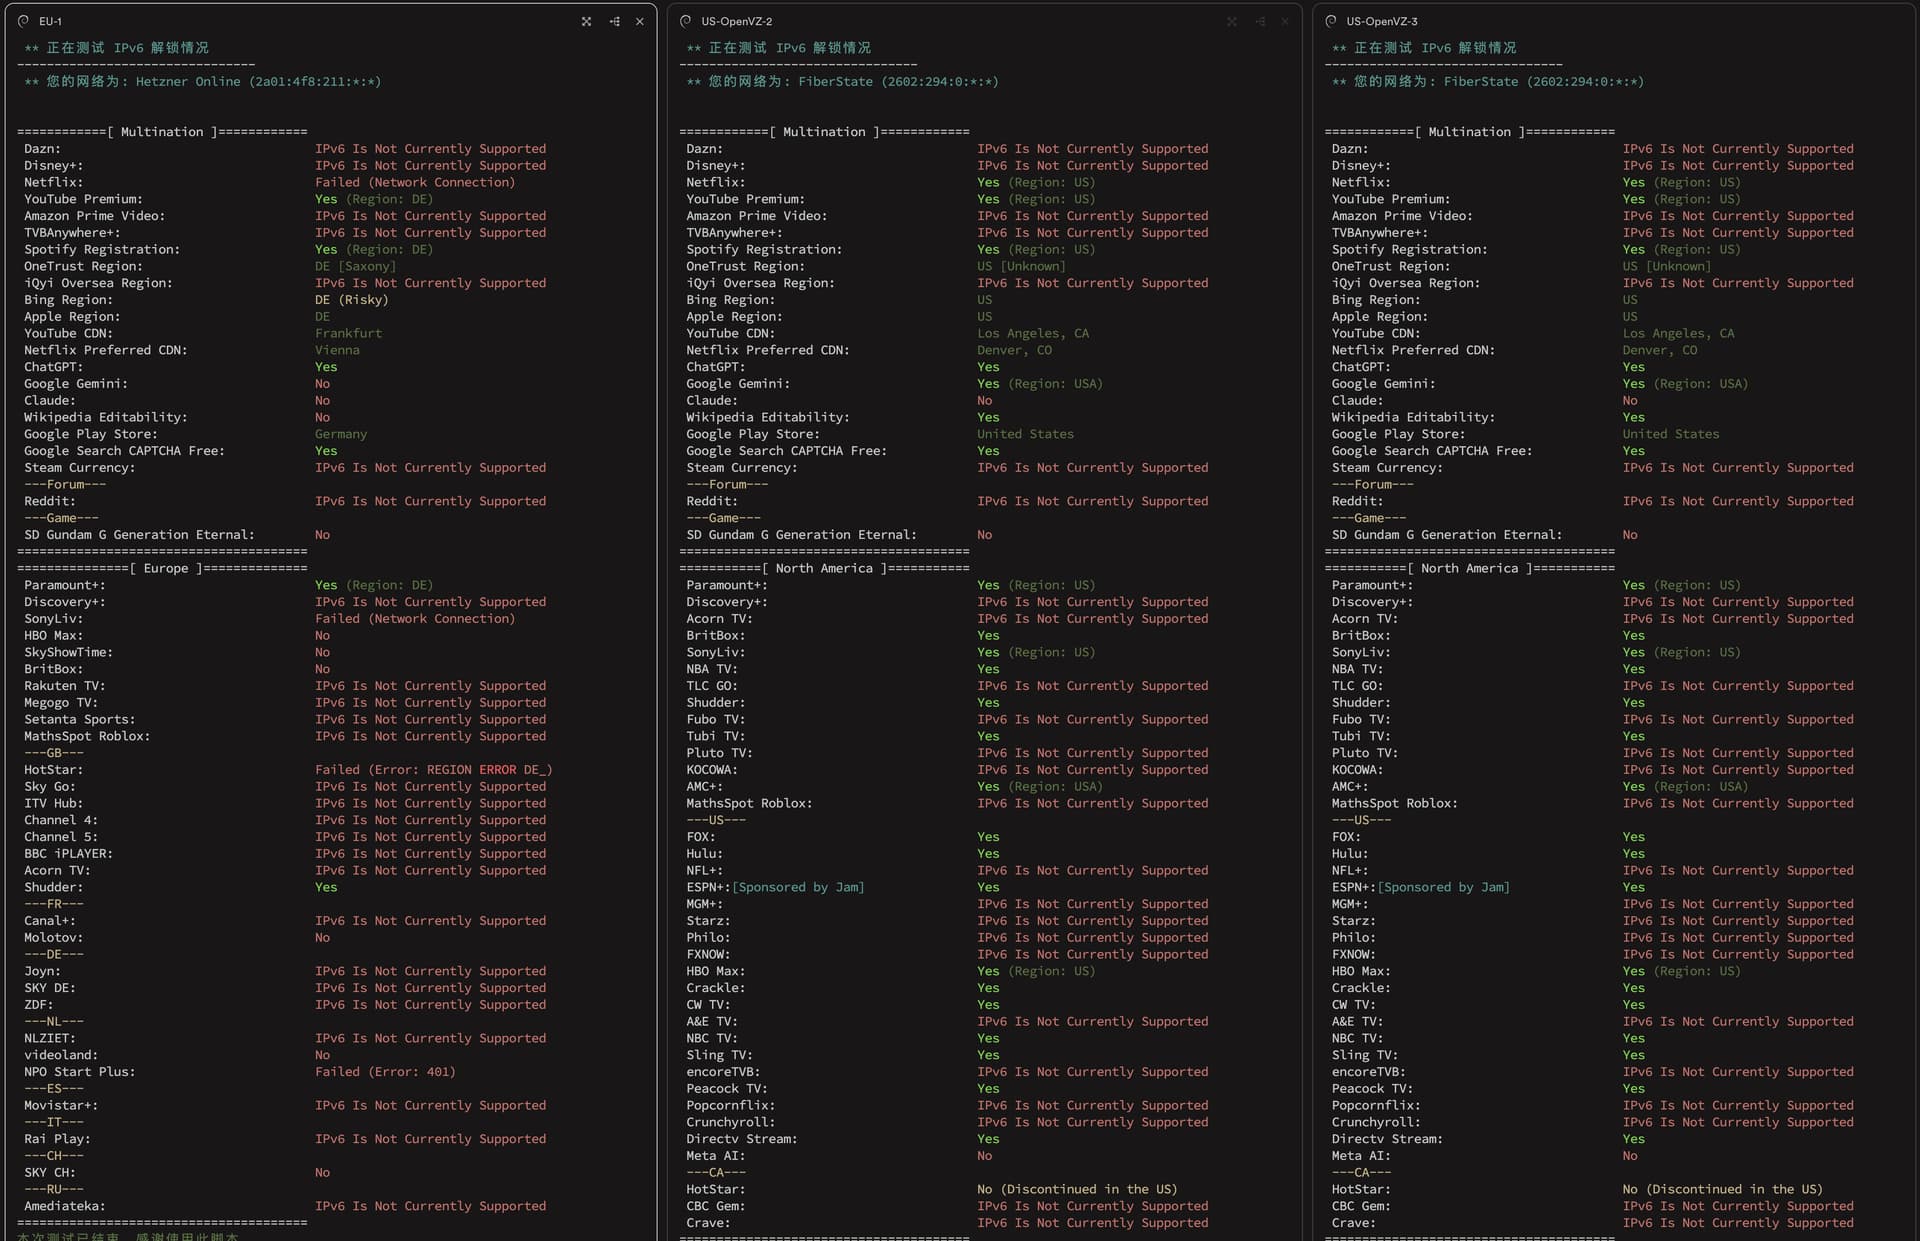 EU-1
** 正在测试 IPv6 解锁情况
--------------------------------
** 您的网络为: Hetzner Online (2a01:4f8:211:*:*)
============[ Multination ]============
Dazn: IPv6 Is Not Currently Supported
Disney+: IPv6 Is Not Currently Supported
Netflix: Failed (Network Connection)
YouTube Premium: Yes (Region: DE)
Amazon Prime Video: IPv6 Is Not Currently Supported
TVBAnywhere+: IPv6 Is Not Currently Supported
Spotify Registration: Yes (Region: DE)
OneTrust Region: DE [Saxony]
iQyi Oversea Region: IPv6 Is Not Currently Supported
Bing Region: DE (Risky)
Apple Region: DE
YouTube CDN: Frankfurt
Netflix Preferred CDN: Vienna
ChatGPT: Yes
Google Gemini: No
Claude: No
Wikipedia Editability: No
Google Play Store: Germany
Google Search CAPTCHA Free: Yes
Steam Currency: IPv6 Is Not Currently Supported
---Forum---
Reddit: IPv6 Is Not Currently Supported
---Game---
SD Gundam G Generation Eternal: No
=======================================
===============[ Europe ]==============
Paramount+: Yes (Region: DE)
Discovery+: IPv6 Is Not Currently Supported
SonyLiv: Failed (Network Connection)
HBO Max: No
SkyShowTime: No
BritBox: No
Rakuten TV: IPv6 Is Not Currently Supported
Megogo TV: IPv6 Is Not Currently Supported
Setanta Sports: IPv6 Is Not Currently Supported
MathsSpot Roblox: IPv6 Is Not Currently Supported
---GB---
HotStar: Failed (Error: REGION ERROR DE_)
Sky Go: IPv6 Is Not Currently Supported
ITV Hub: IPv6 Is Not Currently Supported
Channel 4: IPv6 Is Not Currently Supported
Channel 5: IPv6 Is Not Currently Supported
BBC iPLAYER: IPv6 Is Not Currently Supported
Acorn TV: IPv6 Is Not Currently Supported
Shudder: Yes
---FR---
Canal+: IPv6 Is Not Currently Supported
Molotov: No
---DE---
Joyn: IPv6 Is Not Currently Supported
SKY DE: IPv6 Is Not Currently Supported
ZDF: IPv6 Is Not Currently Supported
---NL---
NLZIET: IPv6 Is Not Currently Supported
videoland: No
NPO Start Plus: Failed (Error: 401)
---ES---
Movistar+: IPv6 Is Not Currently Supported
---IT---
Rai Play: IPv6 Is Not Currently Supported
---CH---
SKY CH: No
---RU---
Amediateka: IPv6 Is Not Currently Supported
=======================================
本次测试已结束，感谢使用此脚本
US-OpenVZ-2
** 正在测试 IPv6 解锁情况
--------------------------------
** 您的网络为: FiberState (2602:294:0:*:*)
============[ Multination ]============
Dazn: IPv6 Is Not Currently Supported
Disney+: IPv6 Is Not Currently Supported
Netflix: Yes (Region: US)
YouTube Premium: Yes (Region: US)
Amazon Prime Video: IPv6 Is Not Currently Supported
TVBAnywhere+: IPv6 Is Not Currently Supported
Spotify Registration: Yes (Region: US)
OneTrust Region: US [Unknown]
iQyi Oversea Region: IPv6 Is Not Currently Supported
Bing Region: US
Apple Region: US
YouTube CDN: Los Angeles, CA
Netflix Preferred CDN: Denver, CO
ChatGPT: Yes
Google Gemini: Yes (Region: USA)
Claude: No
Wikipedia Editability: Yes
Google Play Store: United States
Google Search CAPTCHA Free: Yes
Steam Currency: IPv6 Is Not Currently Supported
---Forum---
Reddit: IPv6 Is Not Currently Supported
---Game---
SD Gundam G Generation Eternal: No
=======================================
===========[ North America ]===========
Paramount+: Yes (Region: US)
Discovery+: IPv6 Is Not Currently Supported
Acorn TV: IPv6 Is Not Currently Supported
BritBox: Yes
SonyLiv: Yes (Region: US)
NBA TV: Yes
TLC GO: IPv6 Is Not Currently Supported
Shudder: Yes
Fubo TV: IPv6 Is Not Currently Supported
Tubi TV: Yes
Pluto TV: IPv6 Is Not Currently Supported
KOCOWA: IPv6 Is Not Currently Supported
AMC+: Yes (Region: USA)
MathsSpot Roblox: IPv6 Is Not Currently Supported
---US---
FOX: Yes
Hulu: Yes
NFL+: IPv6 Is Not Currently Supported
ESPN+:[Sponsored by Jam] Yes
MGM+: IPv6 Is Not Currently Supported
Starz: IPv6 Is Not Currently Supported
Philo: IPv6 Is Not Currently Supported
FXNOW: IPv6 Is Not Currently Supported
HBO Max: Yes (Region: US)
Crackle: Yes
CW TV: Yes
A&E TV: IPv6 Is Not Currently Supported
NBC TV: Yes
Sling TV: Yes
encoreTVB: IPv6 Is Not Currently Supported
Peacock TV: Yes
Popcornflix: IPv6 Is Not Currently Supported
Crunchyroll: IPv6 Is Not Currently Supported
Directv Stream: Yes
Meta AI: No
---CA---
HotStar: No (Discontinued in the US)
CBC Gem: IPv6 Is Not Currently Supported
Crave: IPv6 Is Not Currently Supported
=======================================
US-OpenVZ-3
** 正在测试 IPv6 解锁情况
--------------------------------
** 您的网络为: FiberState (2602:294:0:*:*)
============[ Multination ]============
Dazn: IPv6 Is Not Currently Supported
Disney+: IPv6 Is Not Currently Supported
Netflix: Yes (Region: US)
YouTube Premium: Yes (Region: US)
Amazon Prime Video: IPv6 Is Not Currently Supported
TVBAnywhere+: IPv6 Is Not Currently Supported
Spotify Registration: Yes (Region: US)
OneTrust Region: US [Unknown]
iQyi Oversea Region: IPv6 Is Not Currently Supported
Bing Region: US
Apple Region: US
YouTube CDN: Los Angeles, CA
Netflix Preferred CDN: Denver, CO
ChatGPT: Yes
Google Gemini: Yes (Region: USA)
Claude: No
Wikipedia Editability: Yes
Google Play Store: United States
Google Search CAPTCHA Free: Yes
Steam Currency: IPv6 Is Not Currently Supported
---Forum---
Reddit: IPv6 Is Not Currently Supported
---Game---
SD Gundam G Generation Eternal: No
=======================================
===========[ North America ]===========
Paramount+: Yes (Region: US)
Discovery+: IPv6 Is Not Currently Supported
Acorn TV: IPv6 Is Not Currently Supported
BritBox: Yes
SonyLiv: Yes (Region: US)
NBA TV: Yes
TLC GO: IPv6 Is Not Currently Supported
Shudder: Yes
Fubo TV: IPv6 Is Not Currently Supported
Tubi TV: Yes
Pluto TV: IPv6 Is Not Currently Supported
KOCOWA: IPv6 Is Not Currently Supported
AMC+: Yes (Region: USA)
MathsSpot Roblox: IPv6 Is Not Currently Supported
---US---
FOX: Yes
Hulu: Yes
NFL+: IPv6 Is Not Currently Supported
ESPN+:[Sponsored by Jam] Yes
MGM+: IPv6 Is Not Currently Supported
Starz: IPv6 Is Not Currently Supported
Philo: IPv6 Is Not Currently Supported
FXNOW: IPv6 Is Not Currently Supported
HBO Max: Yes (Region: US)
Crackle: Yes
CW TV: Yes
A&E TV: IPv6 Is Not Currently Supported
NBC TV: Yes
Sling TV: Yes
encoreTVB: IPv6 Is Not Currently Supported
Peacock TV: Yes
Popcornflix: IPv6 Is Not Currently Supported
Crunchyroll: IPv6 Is Not Currently Supported
Directv Stream: Yes
Meta AI: No
---CA---
HotStar: No (Discontinued in the US)
CBC Gem: IPv6 Is Not Currently Supported
Crave: IPv6 Is Not Currently Supported
=======================================